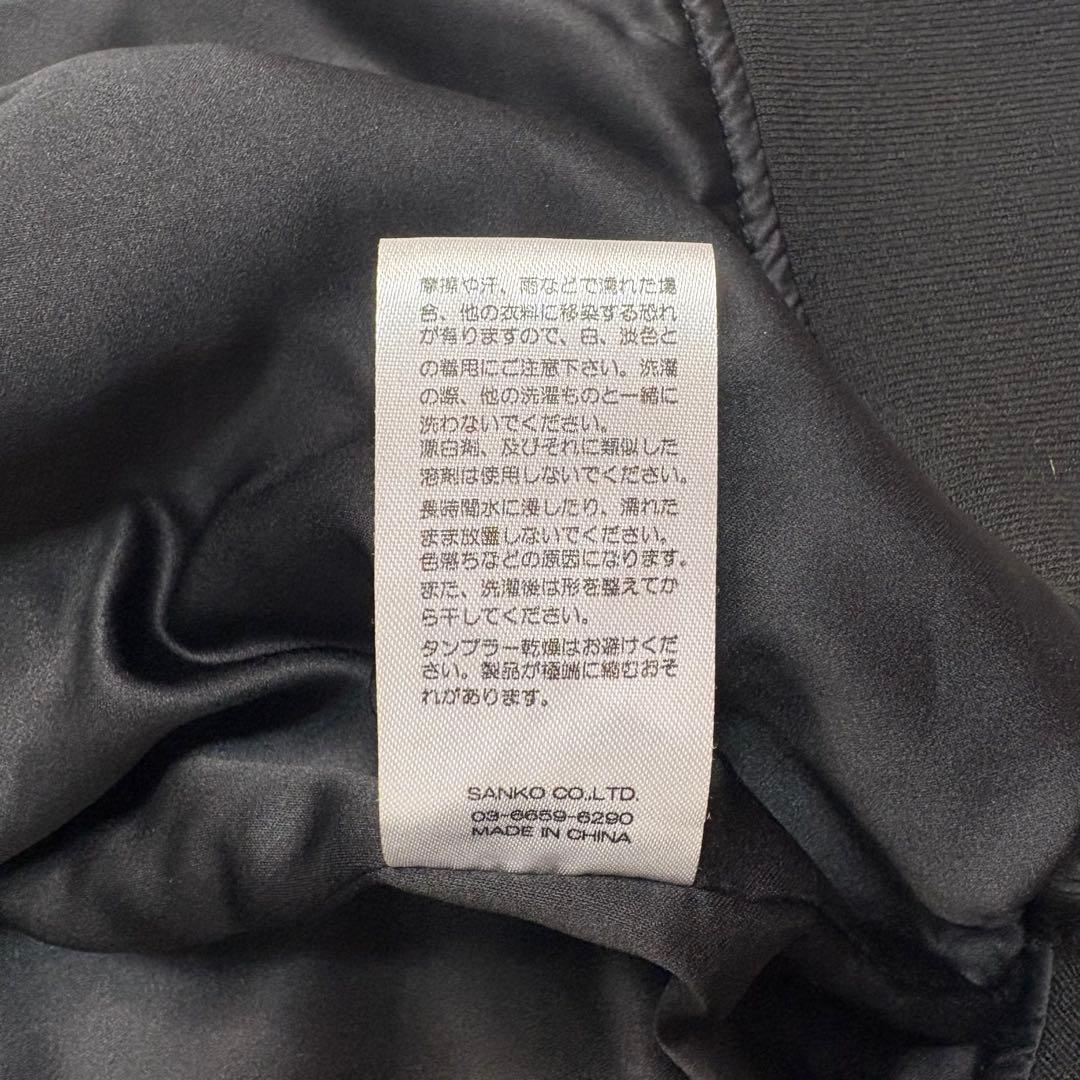 摩擦や汗、雨などで濡れた場
合、他の衣料に移染する恐れ
が有りますので、白、淡色と
の着用にご注意下さい。洗濯
の際、他の洗濯ものと一緒に
洗わないでください。
漂白剤、及びそれに類似した
溶剤は使用しないでください。
長時間水に浸したり、濡れた
まま放置しないでください。
色落ちなどの原因になります。
また、洗濯後は形を整えてか
ら干してください。
タンブラー乾燥はお避けくだ
さい。製品が極端に縮むおそ
れがあります。
SANKO CO.,LTD.
03-6659-6290
MADE IN CHINA